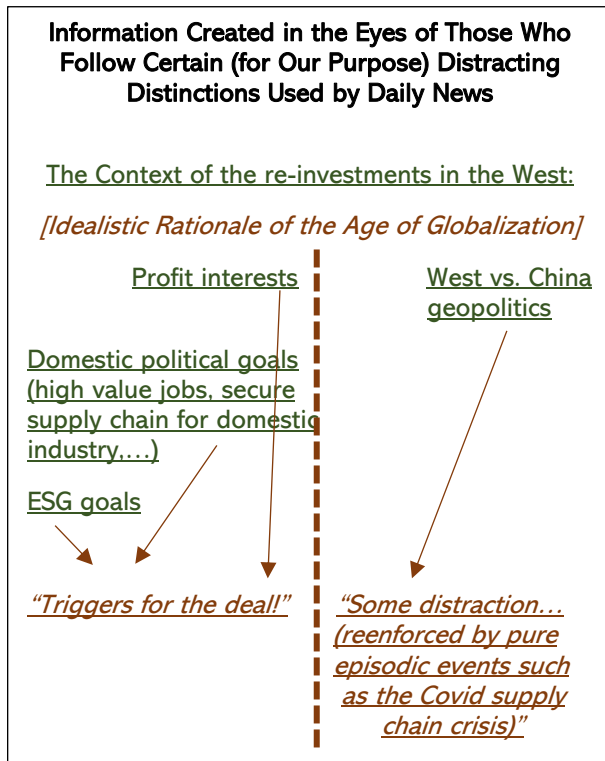 Information Created in the Eyes of Those Who
Follow Certain (for Our Purpose) Distracting
Distinctions Used by Daily News
The Context of the re-investments in the West:
[Idealistic Rationale of the Age of Globalization]
Profit interests
West vs. China
geopolitics
Domestic political goals
(high value jobs, secure
supply chain for domestic
industry,…)
ESG goals
“Triggers for the deal!”
“Some distraction…
(reenforced by pure
episodic events such
as the Covid supply
chain crisis)”